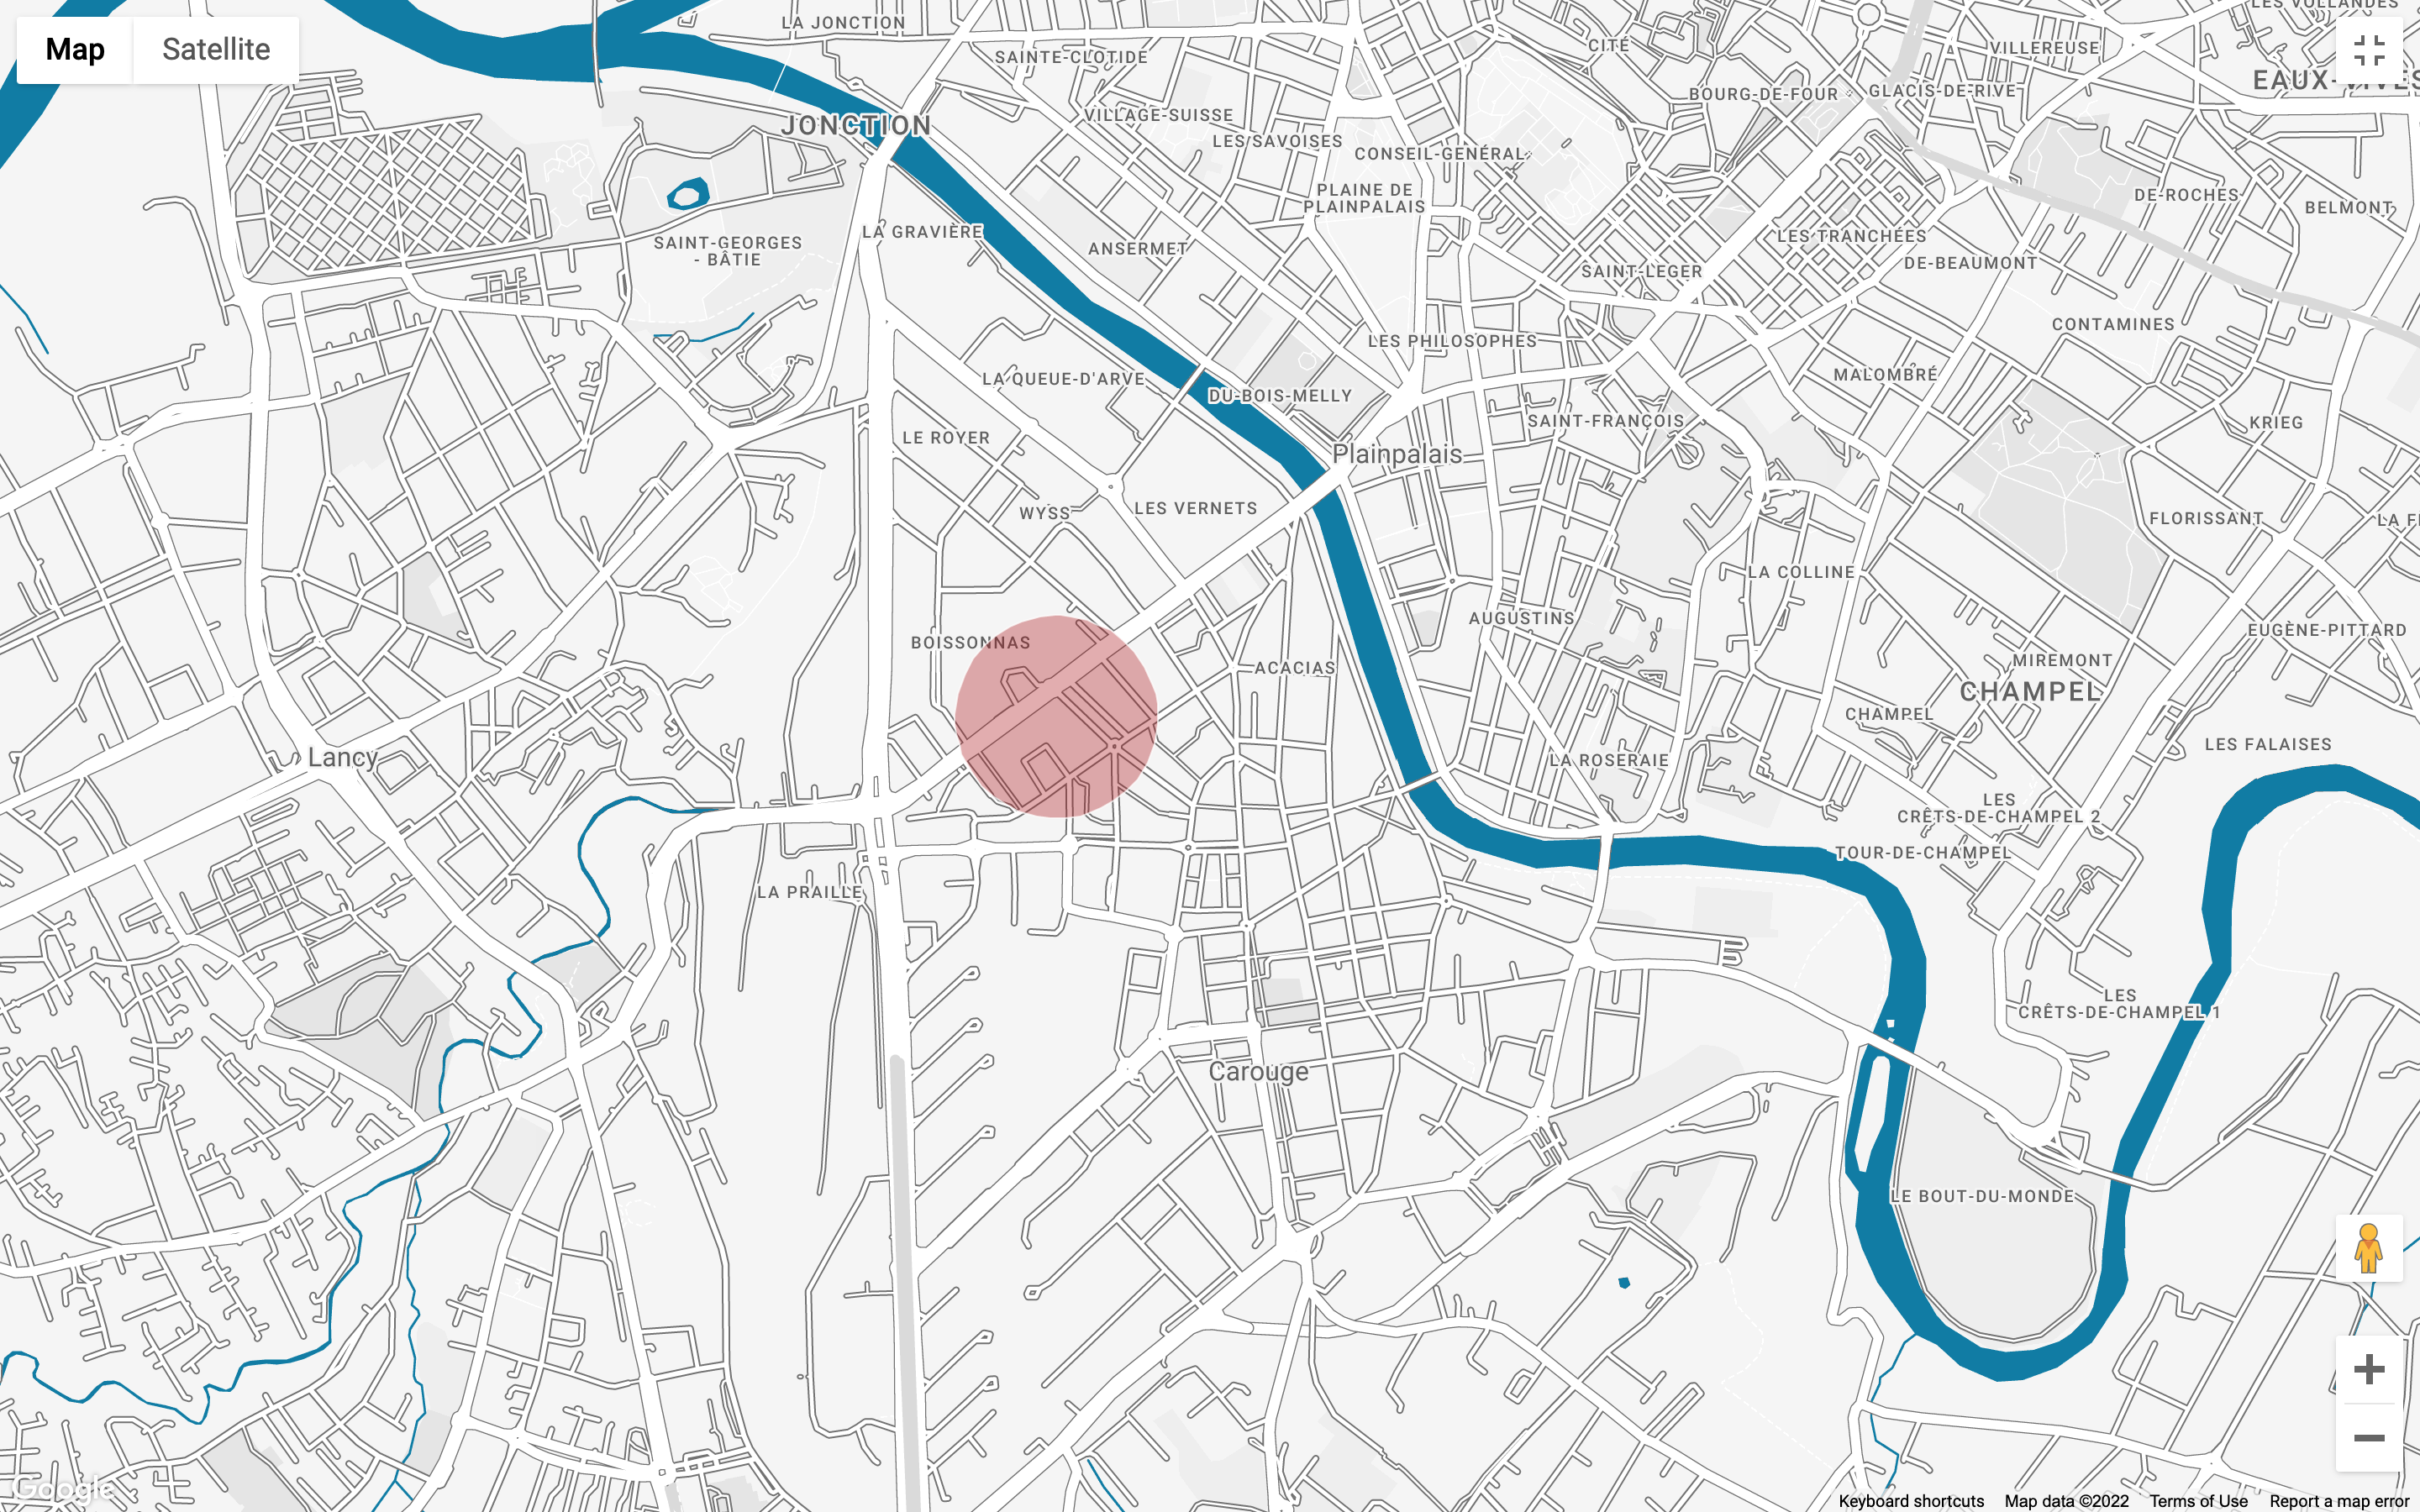 Map
Satellite
LA JONCTION
SAINTE-CLOTIDE
CITÉ
VILLEREUSE
LES VOLLANDES
EAUX-VIVES
BOURG-DE-FOUR
GLACIS-DE-RIVE
VILLAGE-SUISSE
JONCTION
LES SAVOISES
CONSEIL-GENÉRAL
PLAINE DE
PLAINPALAIS
DE-ROCHES
BELMONT
LA GRAVIÈRE
SAINT-GEORGES
- BÂTIE
ANSERMET
LES TRANCHÉES
DE-BEAUMONT
SAINT-LEGER
CONTAMINES
LES PHILOSOPHES
LA QUEUE-D'ARVE
DU-BOIS-MELLY
MALOMBRÉ
SAINT-FRANÇOIS
KRIEG
LE ROYER
Plainpalais
WYSS
LES VERNETS
FLORISSANT
LA COLLINE
AUGUSTINS
EUGÈNE-PITTARD
BOISSONNAS
ACACIAS
MIREMONT
CHAMPEL
CHAMPEL
Lancy
LA ROSERAIE
LES FALAISES
LES
CRÊTS-DE-CHAMPEL 2
TOUR-DE-CHAMPEL
LA PRAILLE
LES
CRÊTS-DE-CHAMPEL 1
Carouge
LE BOUT-DU-MONDE
Google
Keyboard shortcuts
Map data ©2022
Terms of Use
Report a map error